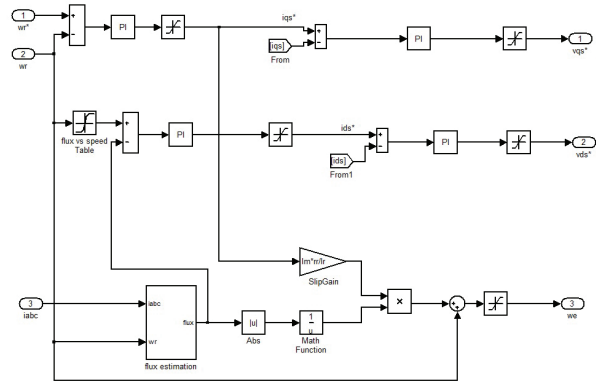 1
wr*
2
wr
+
−
PI
iqs*
[iqs]
From
+
−
PI
1
vqs*
flux vs speed
Table
+
−
PI
ids*
[ids]
From1
+
−
PI
2
vds*
lm*rr/lr
SlipGain
3
iabc
iabc
wr
flux
flux estimation
|u|
Abs
1
u
Math
Function
×
+
+
3
we